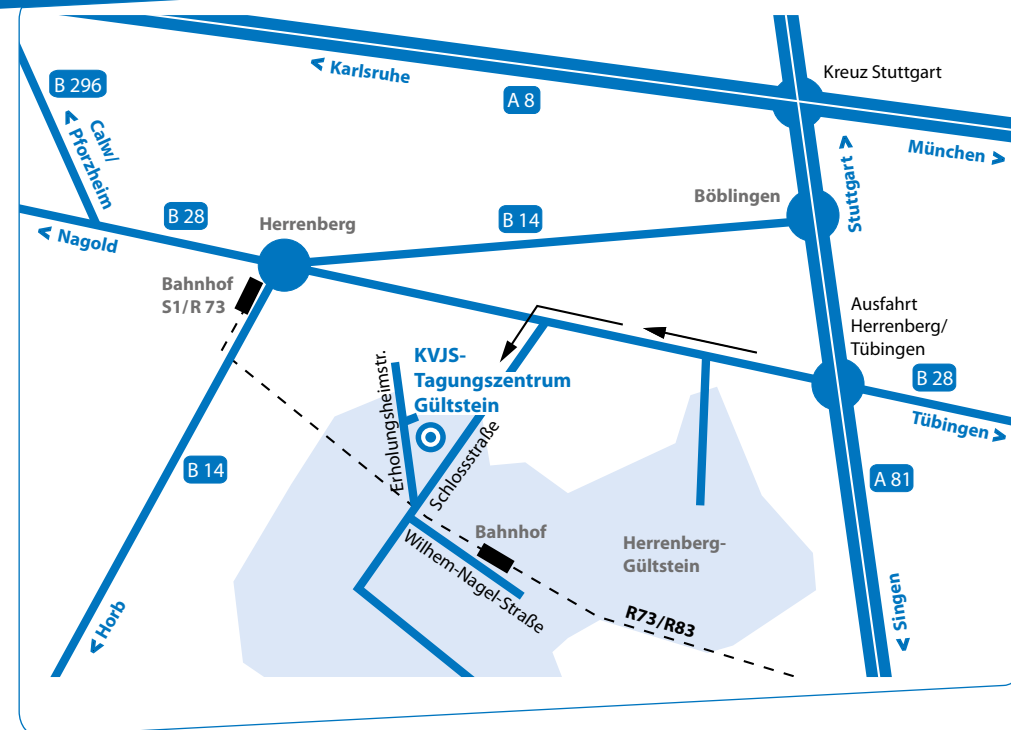 Kreuz Stuttgart
< Karlsruhe
B 296
A 8
Calw/
< Pforzheim
München >
Stuttgart >
Böblingen
B 28
B 14
Herrenberg
< Nagold
Bahnhof
S1/R 73
Ausfahrt
Herrenberg/
Tübingen
KVJS-
Tagungszentrum
Gültstein
B 28
Tübingen >
Erholungsheimstr.
Schlossstraße
B 14
A 81
Bahnhof
Herrenberg-
Gültstein
Wilhem-Nagel-Straße
R73/R83
< Horb
< Singen